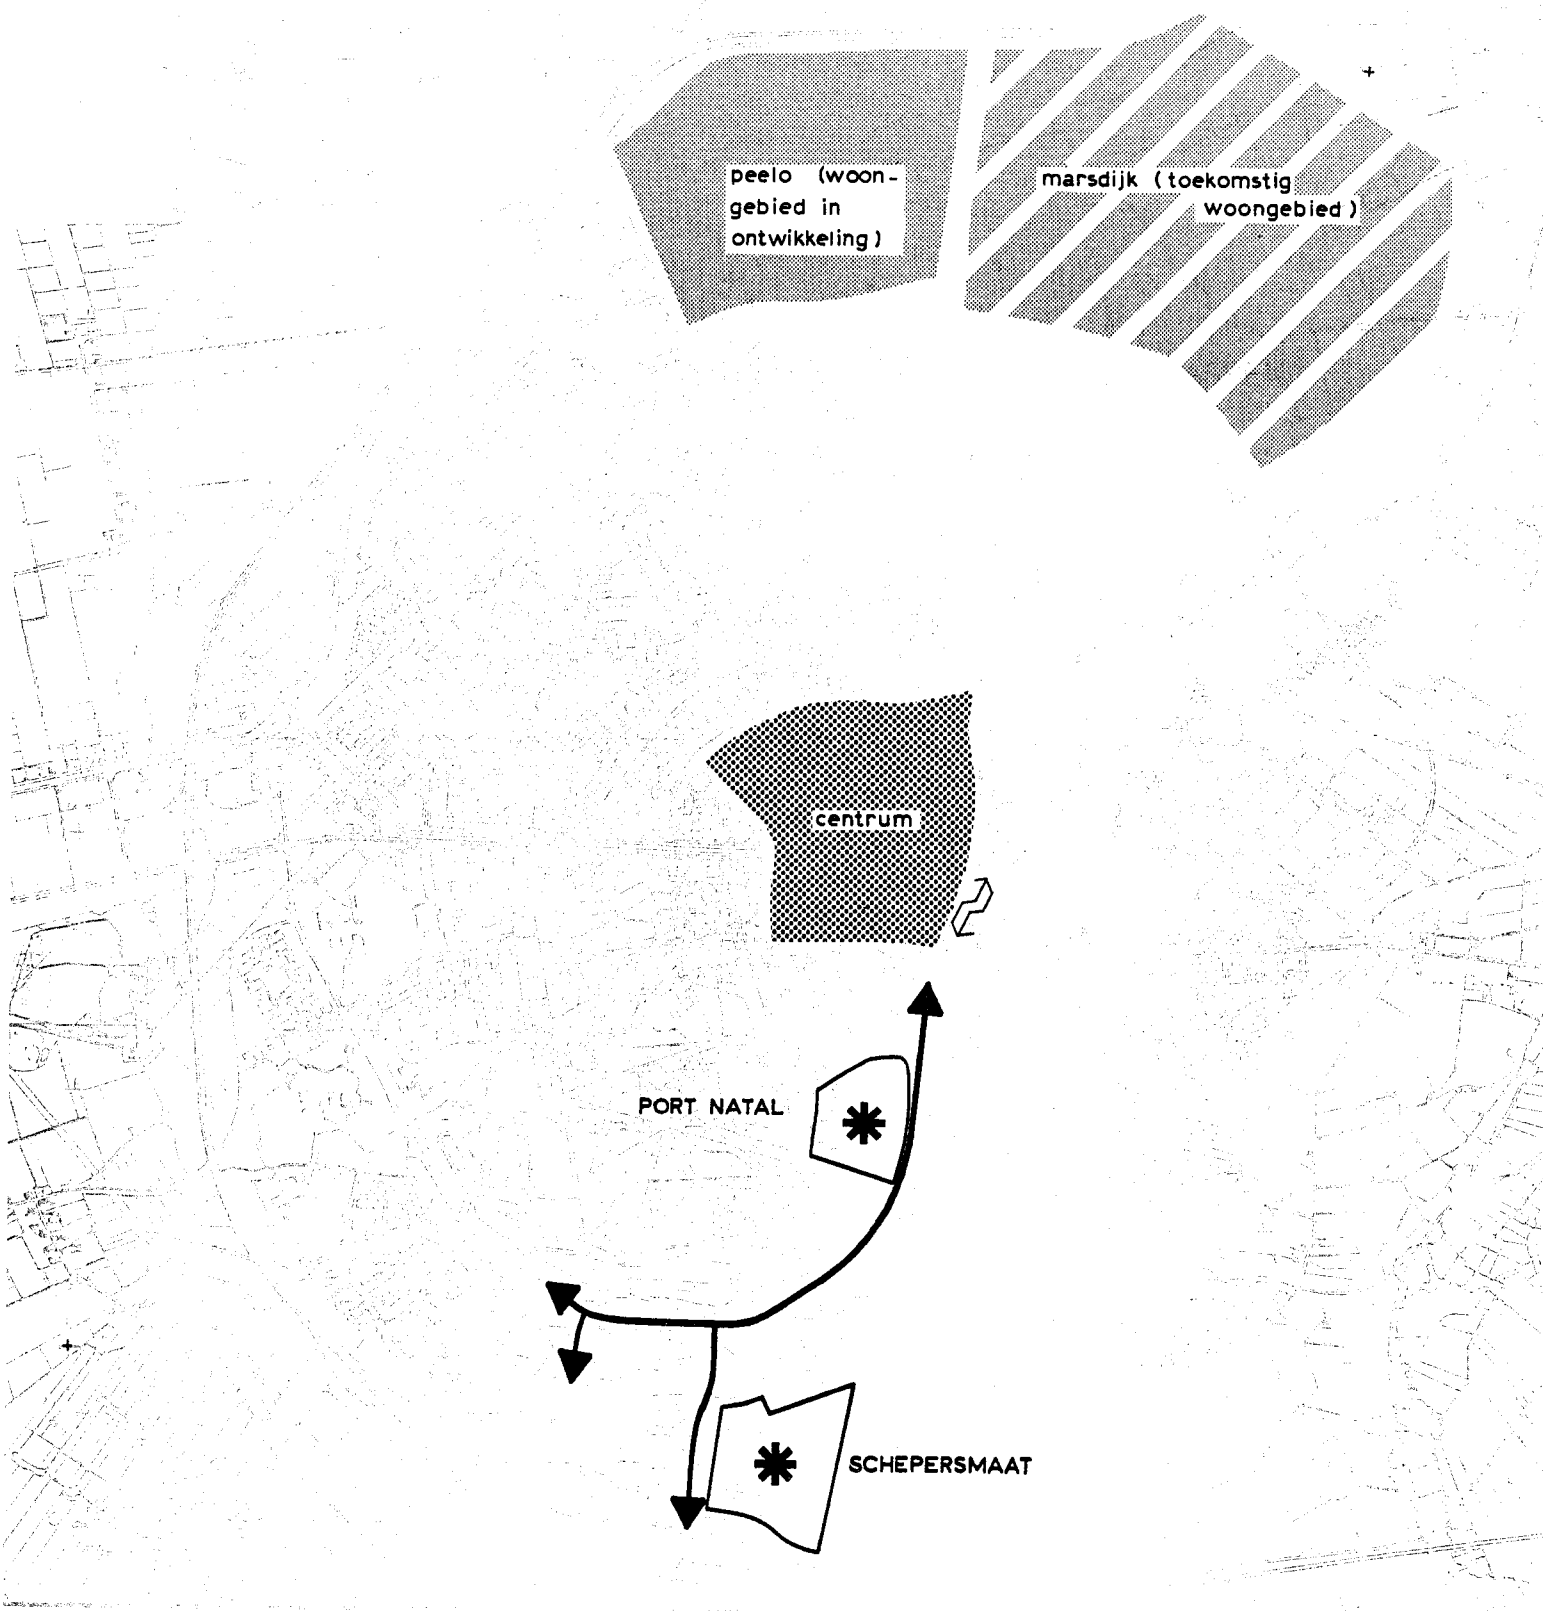 peelo (woon-
gebied in
ontwikkeling)
marsdijk (toekomstig
woongebied)
centrum
PORT NATAL
SCHEPERSMAAT